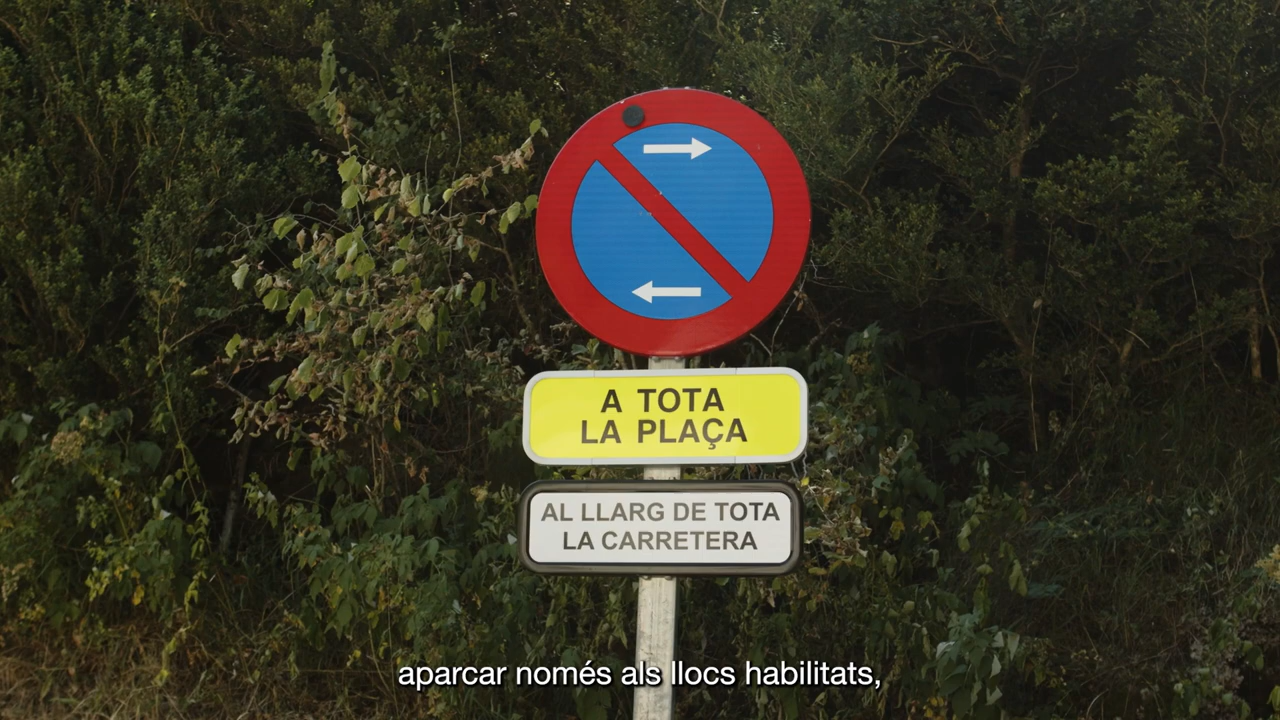 A TOTA
LA PLAÇA
AL LLARG DE TOTA
LA CARRETERA
aparcar només als llocs habilitats,